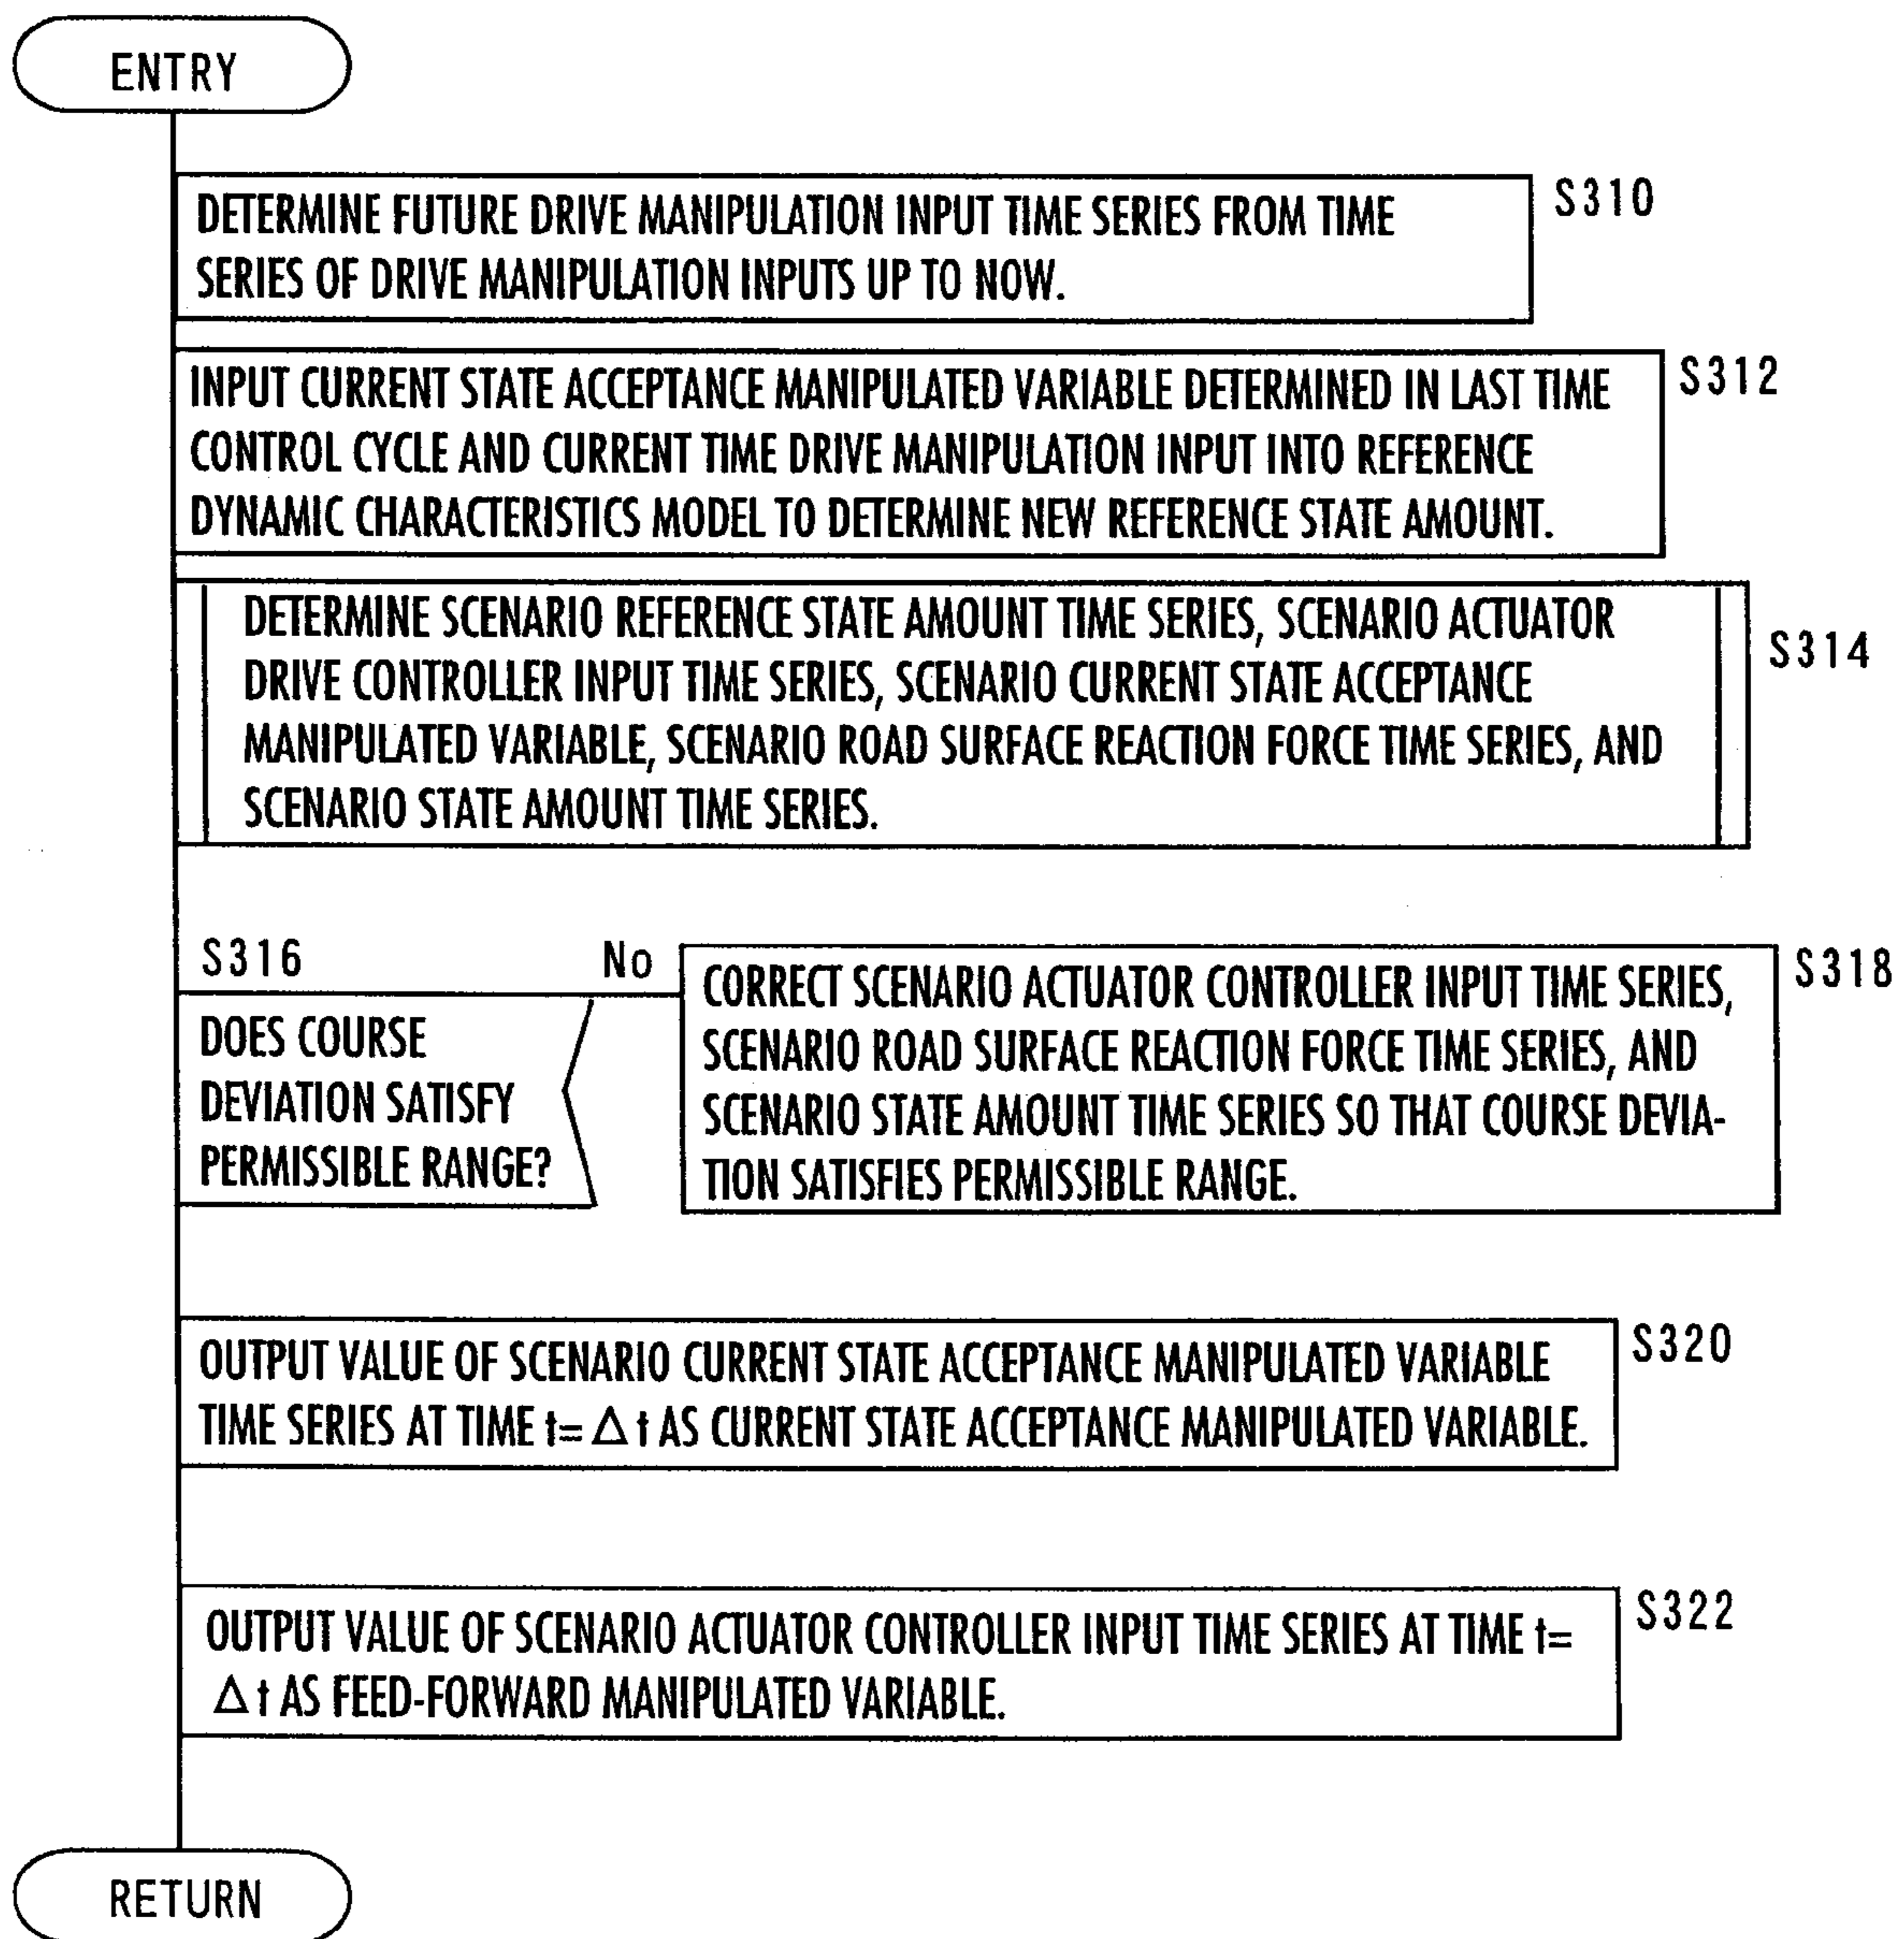 ENTRY
DETERMINE FUTURE DRIVE MANIPULATION INPUT TIME SERIES FROM TIME
SERIES OF DRIVE MANIPULATION INPUTS UP TO NOW.
S310
INPUT CURRENT STATE ACCEPTANCE MANIPULATED VARIABLE DETERMINED IN LAST TIME
CONTROL CYCLE AND CURRENT TIME DRIVE MANIPULATION INPUT INTO REFERENCE
DYNAMIC CHARACTERISTICS MODEL TO DETERMINE NEW REFERENCE STATE AMOUNT.
S312
DETERMINE SCENARIO REFERENCE STATE AMOUNT TIME SERIES, SCENARIO ACTUATOR
DRIVE CONTROLLER INPUT TIME SERIES, SCENARIO CURRENT STATE ACCEPTANCE
MANIPULATED VARIABLE, SCENARIO ROAD SURFACE REACTION FORCE TIME SERIES, AND
SCENARIO STATE AMOUNT TIME SERIES.
S314
S316
DOES COURSE
DEVIATION SATISFY
PERMISSIBLE RANGE?
No
CORRECT SCENARIO ACTUATOR CONTROLLER INPUT TIME SERIES,
SCENARIO ROAD SURFACE REACTION FORCE TIME SERIES, AND
SCENARIO STATE AMOUNT TIME SERIES SO THAT COURSE DEVIA-
TION SATISFIES PERMISSIBLE RANGE.
S318
OUTPUT VALUE OF SCENARIO CURRENT STATE ACCEPTANCE MANIPULATED VARIABLE
TIME SERIES AT TIME t= Δ t AS CURRENT STATE ACCEPTANCE MANIPULATED VARIABLE.
S320
OUTPUT VALUE OF SCENARIO ACTUATOR CONTROLLER INPUT TIME SERIES AT TIME t=
Δ t AS FEED-FORWARD MANIPULATED VARIABLE.
S322
RETURN